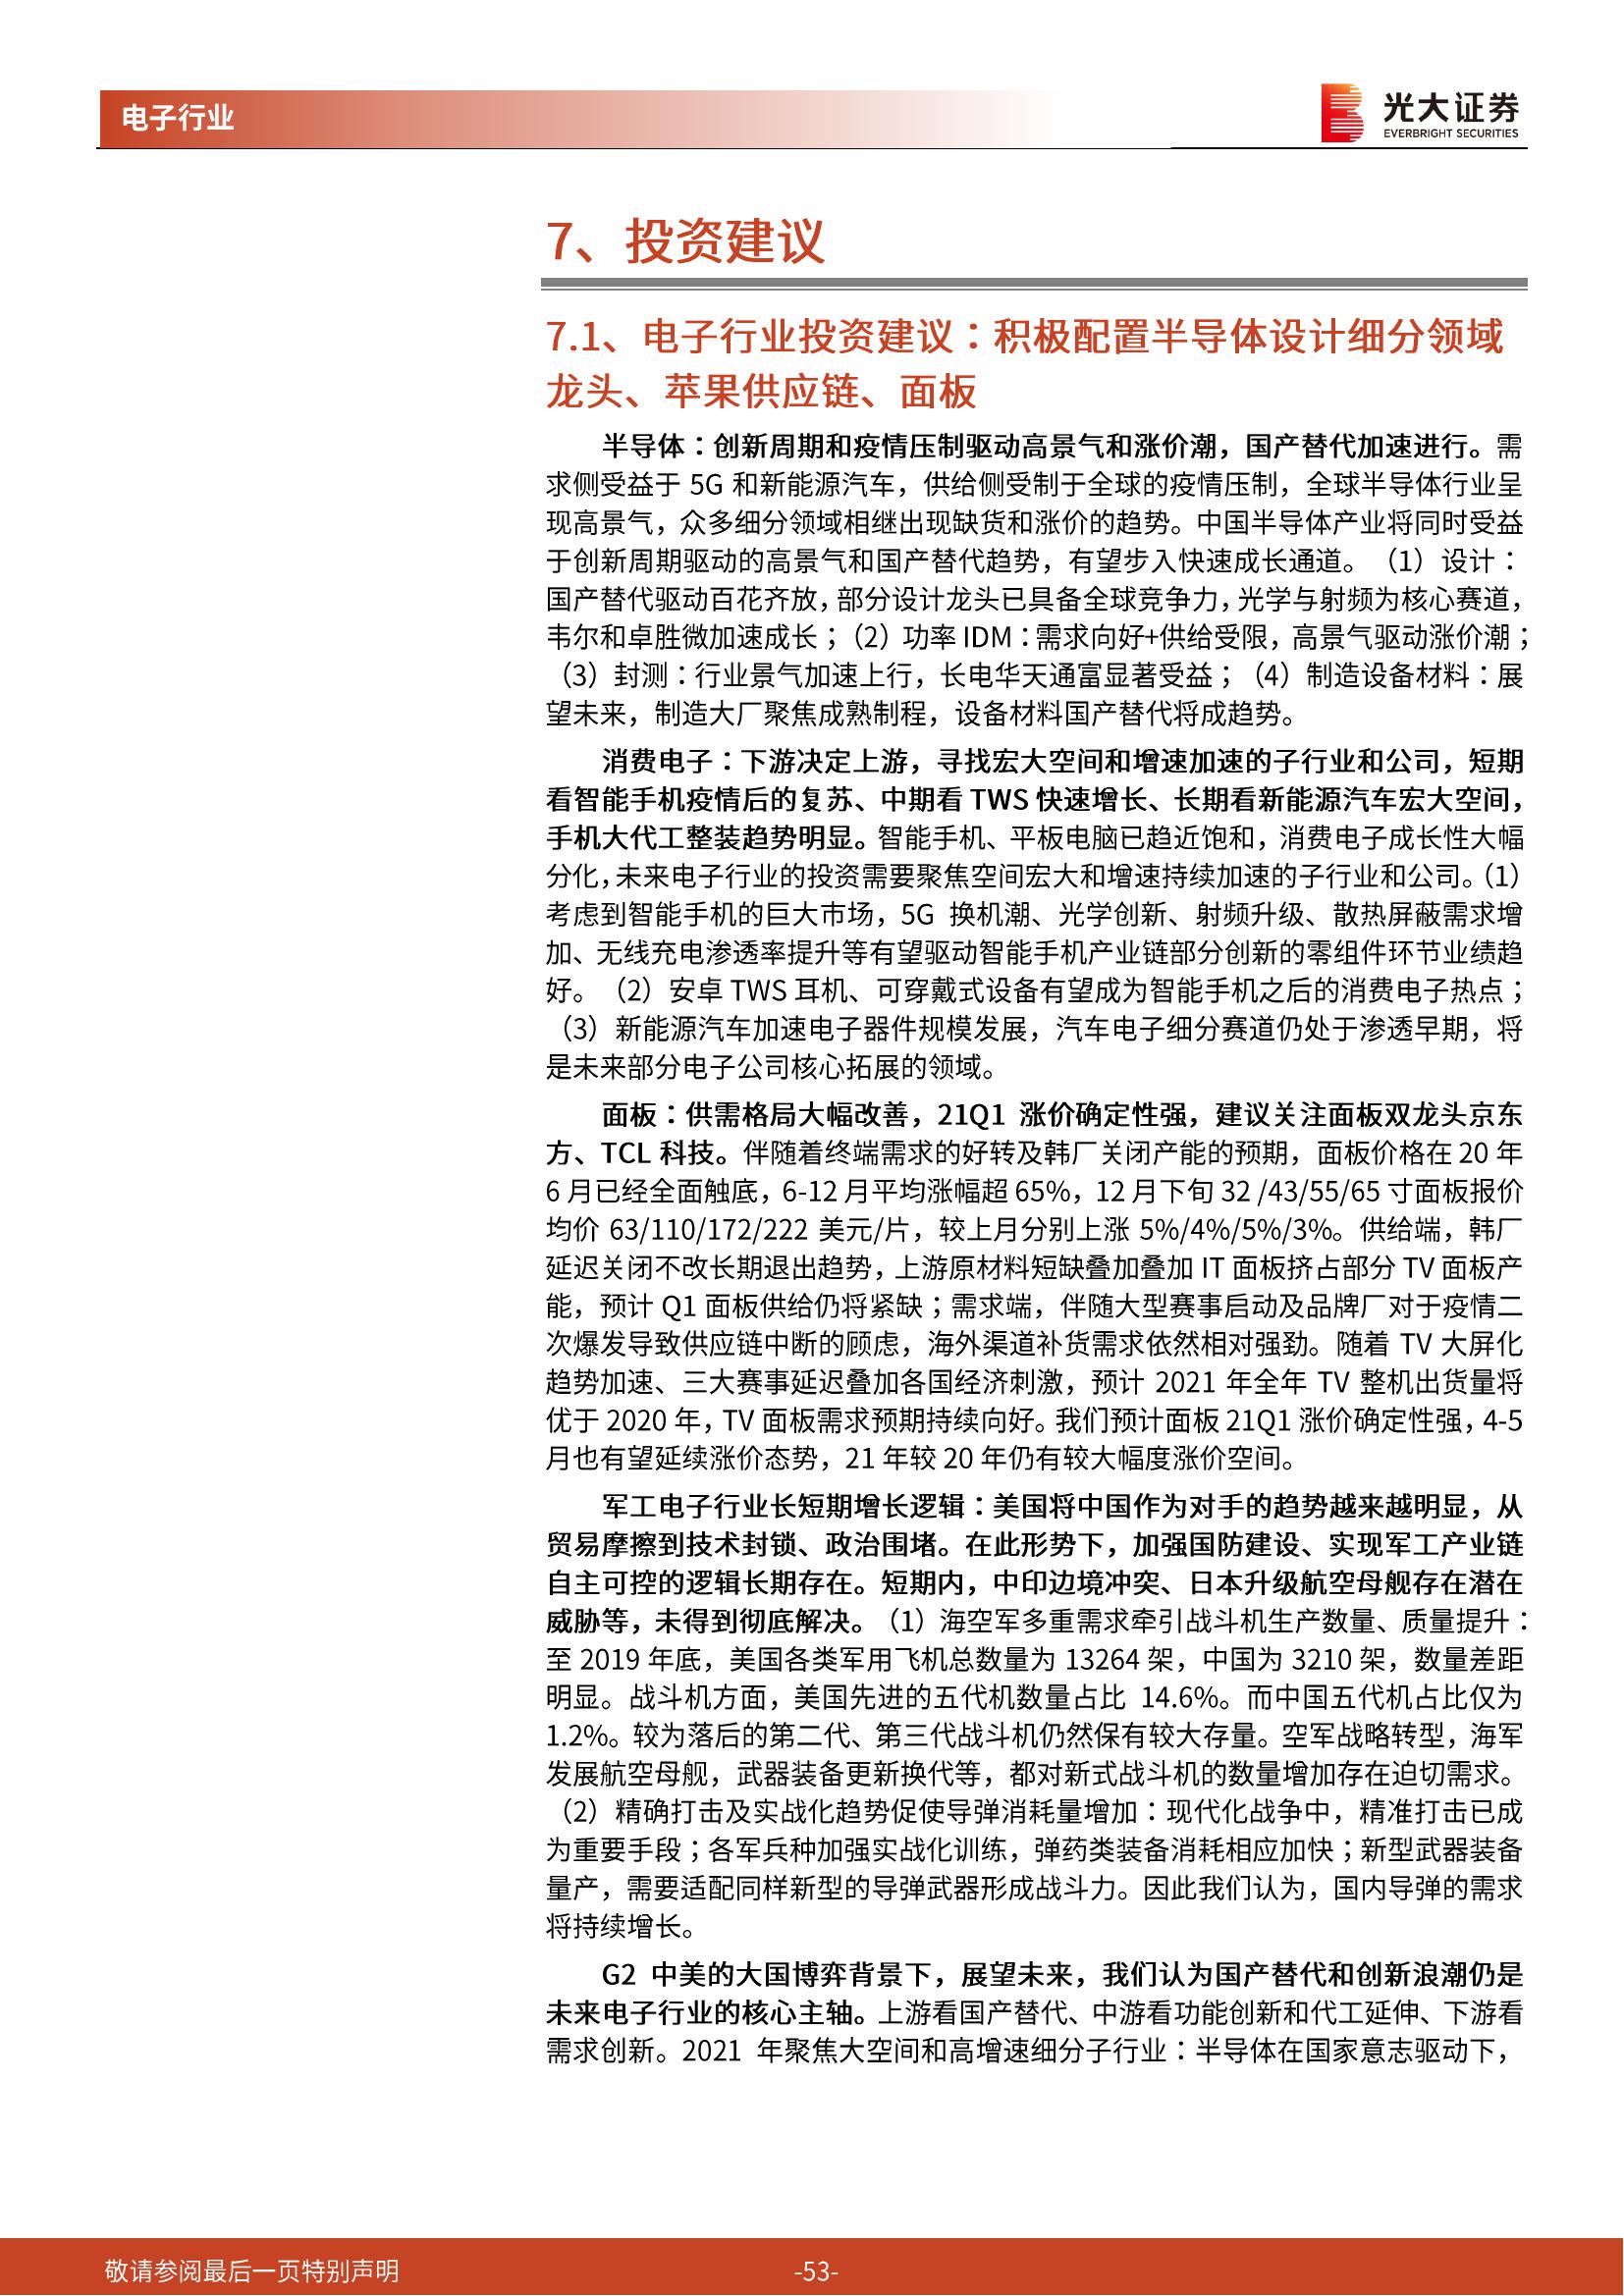 电子行业
光大证券
EVERBRIGHT SECURITIES
7、投资建议
7.1、电子行业投资建议：积极配置半导体设计细分领域
龙头、苹果供应链、面板
半导体：创新周期和疫情压制驱动高景气和涨价潮，国产替代加速进行。需
求侧受益于 5G 和新能源汽车，供给侧受制于全球的疫情压制，全球半导体行业呈
现高景气，众多细分领域相继出现缺货和涨价的趋势。中国半导体产业将同时受益
于创新周期驱动的高景气和国产替代趋势，有望步入快速成长通道。（1）设计：
国产替代驱动百花齐放，部分设计龙头已具备全球竞争力，光学与射频为核心赛道，
韦尔和卓胜微加速成长；（2）功率 IDM：需求向好+供给受限，高景气驱动涨价潮；
（3）封测：行业景气加速上行，长电华天通富显著受益；（4）制造设备材料：展
望未来，制造大厂聚焦成熟制程，设备材料国产替代将成趋势。
消费电子：下游决定上游，寻找宏大空间和增速加速的子行业和公司，短期
看智能手机疫情后的复苏、中期看 TWS 快速增长、长期看新能源汽车宏大空间，
手机大代工整装趋势明显。智能手机、平板电脑已趋近饱和，消费电子成长性大幅
分化，未来电子行业的投资需要聚焦空间宏大和增速持续加速的子行业和公司。（1）
考虑到智能手机的巨大市场，5G 换机潮、光学创新、射频升级、散热屏蔽需求增
加、无线充电渗透率提升等有望驱动智能手机产业链部分创新的零组件环节业绩趋
好。（2）安卓 TWS 耳机、可穿戴式设备有望成为智能手机之后的消费电子热点；
（3）新能源汽车加速电子器件规模发展，汽车电子细分赛道仍处于渗透早期，将
是未来部分电子公司核心拓展的领域。
面板：供需格局大幅改善，21Q1 涨价确定性强，建议关注面板双龙头京东
方、TCL 科技。伴随着终端需求的好转及韩厂关闭产能的预期，面板价格在 20 年
6 月已经全面触底，6-12 月平均涨幅超 65%，12 月下旬 32 /43/55/65 寸面板报价
均价 63/110/172/222 美元/片，较上月分别上涨 5%/4%/5%/3%。供给端，韩厂
延迟关闭不改长期退出趋势，上游原材料短缺叠加叠加 IT 面板挤占部分 TV 面板产
能，预计 Q1 面板供给仍将紧缺；需求端，伴随大型赛事启动及品牌厂对于疫情二
次爆发导致供应链中断的顾虑，海外渠道补货需求依然相对强劲。随着 TV 大屏化
趋势加速、三大赛事延迟叠加各国经济刺激，预计 2021 年全年 TV 整机出货量将
优于 2020 年，TV 面板需求预期持续向好。我们预计面板 21Q1 涨价确定性强，4-5
月也有望延续涨价态势，21 年较 20 年仍有较大幅度涨价空间。
军工电子行业长短期增长逻辑：美国将中国作为对手的趋势越来越明显，从
贸易摩擦到技术封锁、政治围堵。在此形势下，加强国防建设、实现军工产业链
自主可控的逻辑长期存在。短期内，中印边境冲突、日本升级航空母舰存在潜在
威胁等，未得到彻底解决。（1）海空军多重需求牵引战斗机生产数量、质量提升：
至 2019 年底，美国各类军用飞机总数量为 13264 架，中国为 3210 架，数量差距
明显。战斗机方面，美国先进的五代机数量占比 14.6%。而中国五代机占比仅为
1.2%。较为落后的第二代、第三代战斗机仍然保有较大存量。空军战略转型，海军
发展航空母舰，武器装备更新换代等，都对新式战斗机的数量增加存在迫切需求。
（2）精确打击及实战化趋势促使导弹消耗量增加：现代化战争中，精准打击已成
为重要手段；各军兵种加强实战化训练，弹药类装备消耗相应加快；新型武器装备
量产，需要适配同样新型的导弹武器形成战斗力。因此我们认为，国内导弹的需求
将持续增长。
G2 中美的大国博弈背景下，展望未来，我们认为国产替代和创新浪潮仍是
未来电子行业的核心主轴。上游看国产替代、中游看功能创新和代工延伸、下游看
需求创新。2021 年聚焦大空间和高增速细分子行业：半导体在国家意志驱动下，
敬请参阅最后一页特别声明
-53-